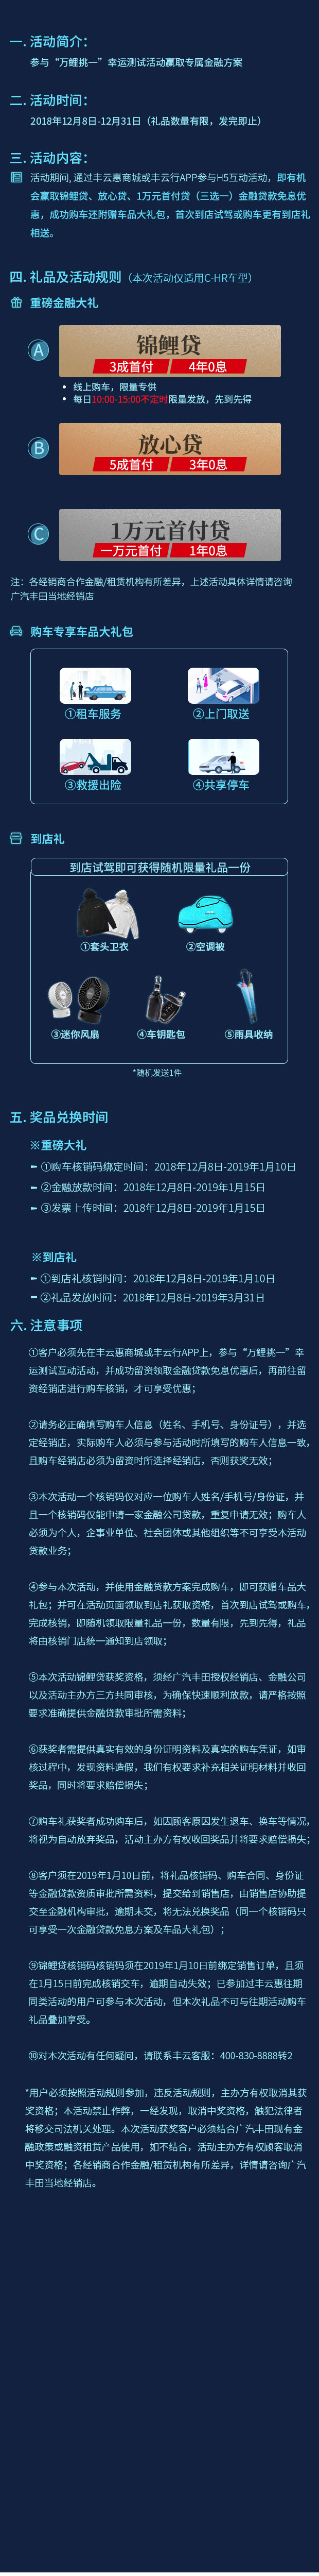 一. 活动简介：
参与“万鲤挑一”幸运测试活动赢取专属金融方案
二. 活动时间：
2018年12月8日-12月31日（礼品数量有限，发完即止）
三. 活动内容：
活动期间, 通过丰云惠商城或丰云行APP参与H5互动活动，即有机
会赢取锦鲤贷、放心贷、1万元首付贷（三选一）金融贷款免息优
惠，成功购车还附赠车品大礼包，首次到店试驾或购车更有到店礼
相送。
四. 礼品及活动规则（本次活动仅适用C-HR车型）
重磅金融大礼
A
锦鲤贷
3成首付 4年0息
• 线上购车，限量专供
• 每日10:00-15:00不定时限量发放，先到先得
B
放心贷
5成首付 3年0息
C
1万元首付贷
一万元首付 1年0息
注：各经销商合作金融/租赁机构有所差异，上述活动具体详情请咨询
广汽丰田当地经销店
购车专享车品大礼包
①租车服务 ②上门取送
③救援出险 ④共享停车
到店礼
到店试驾即可获得随机限量礼品一份
①套头卫衣 ②空调被
③迷你风扇 ④车钥匙包 ⑤雨具收纳
*随机发送1件
五. 奖品兑换时间
※重磅大礼
①购车核销码绑定时间：2018年12月8日-2019年1月10日
②金融放款时间：2018年12月8日-2019年1月15日
③发票上传时间：2018年12月8日-2019年1月15日
※到店礼
①到店礼核销时间：2018年12月8日-2019年1月10日
②礼品发放时间：2018年12月8日-2019年3月31日
六. 注意事项
①客户必须先在丰云惠商城或丰云行APP上，参与“万鲤挑一”幸
运测试互动活动，并成功留资领取金融贷款免息优惠后，再前往留
资经销店进行购车核销，才可享受优惠；
②请务必正确填写购车人信息（姓名、手机号、身份证号），并选
定经销店，实际购车人必须与参与活动时所填写的购车人信息一致，
且购车经销店必须为留资时所选择经销店，否则获奖无效；
③本次活动一个核销码仅对应一位购车人姓名/手机号/身份证，并
且一个核销码仅能申请一家金融公司贷款，重复申请无效；购车人
必须为个人，企事业单位、社会团体或其他组织等不可享受本活动
贷款业务；
④参与本次活动，并使用金融贷款方案完成购车，即可获赠车品大
礼包；并可在活动页面领取到店礼获取资格，首次到店试驾或购车，
完成核销，即随机领取限量礼品一份，数量有限，先到先得，礼品
将由核销门店统一通知到店领取；
⑤本次活动锦鲤贷获奖资格，须经广汽丰田授权经销店、金融公司
以及活动主办方三方共同审核，为确保快速顺利放款，请严格按照
要求准确提供金融贷款审批所需资料；
⑥获奖者需提供真实有效的身份证明资料及真实的购车凭证，如审
核过程中，发现资料造假，我们有权要求补充相关证明材料并收回
奖品，同时将要求赔偿损失；
⑦购车礼获奖者成功购车后，如因顾客原因发生退车、换车等情况，
将视为自动放弃奖品，活动主办方有权收回奖品并将要求赔偿损失；
⑧客户须在2019年1月10日前，将礼品核销码、购车合同、身份证
等金融贷款资质审批所需资料，提交给到销售店，由销售店协助提
交至金融机构审批，逾期未交，将无法兑换奖品（同一个核销码只
可享受一次金融贷款免息方案及车品大礼包）；
⑨锦鲤贷核销码核销码须在2019年1月10日前绑定销售订单，且须
在1月15日前完成核销交车，逾期自动失效；已参加过丰云惠往期
同类活动的用户可参与本次活动，但本次礼品不可与往期活动购车
礼品叠加享受。
⑩对本次活动有任何疑问，请联系丰云客服：400-830-8888转2
*用户必须按照活动规则参加，违反活动规则，主办方有权取消其获
奖资格；本活动禁止作弊，一经发现，取消中奖资格，触犯法律者
将移交司法机关处理。本次活动获奖客户必须结合广汽丰田现有金
融政策或融资租赁产品使用，如不结合，活动主办方有权顾客取消
中奖资格；各经销商合作金融/租赁机构有所差异，详情请咨询广汽
丰田当地经销店。